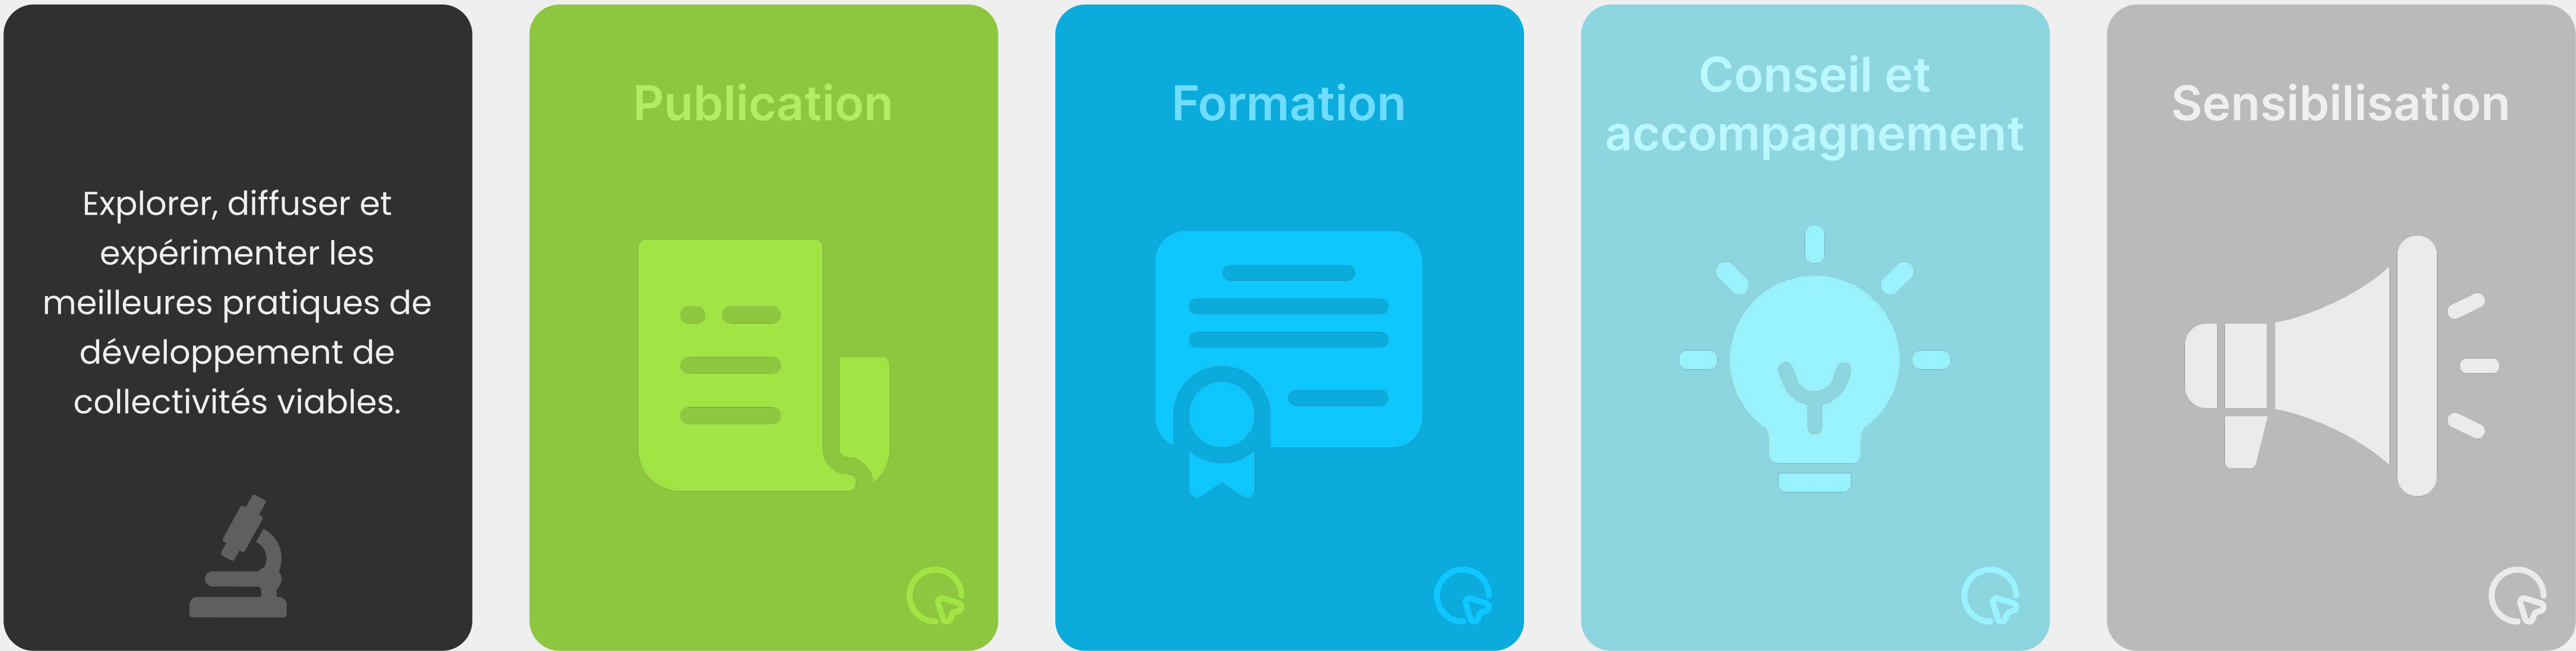 Explorer, diffuser et
expérimenter les
meilleures pratiques de
développement de
collectivités viables.
Publication
Formation
Conseil et
accompagnement
Sensibilisation